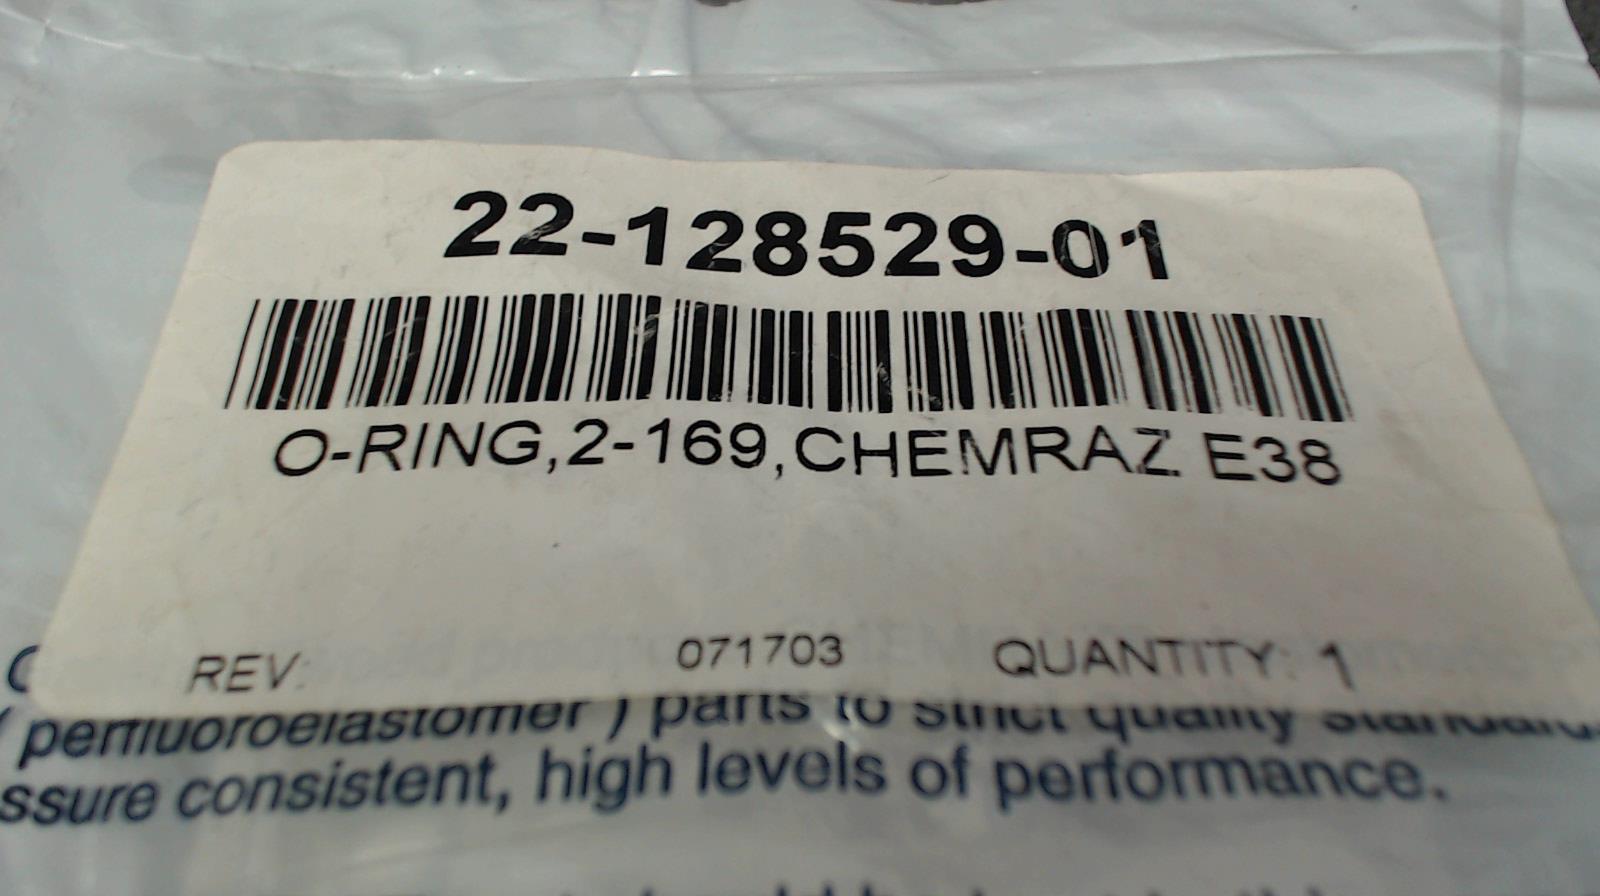 22-128529-01
O-RING,2-169,CHEMRAZ E38
REV: 071703 QUANTITY: 1
(perfluoroelastomer) parts to strict quality
ssure consistent, high levels of performance.